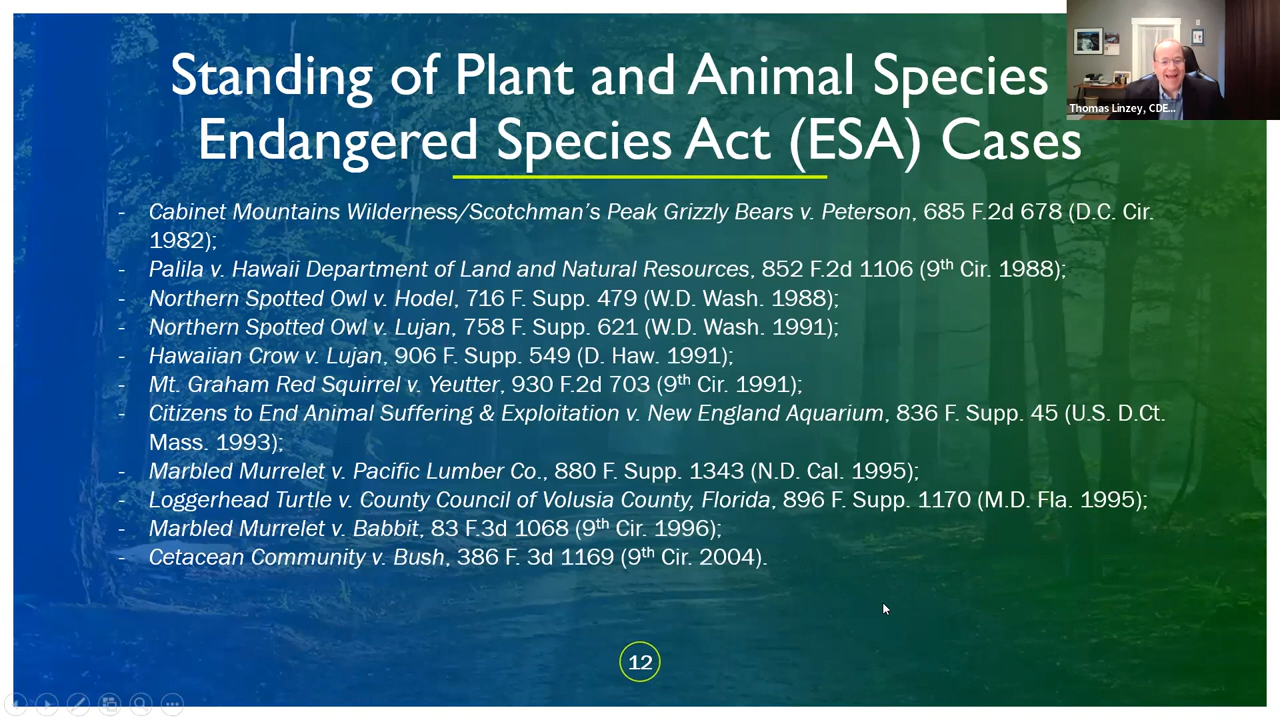 Standing of Plant and Animal Species
Endangered Species Act (ESA) Cases
Thomas Linzey, CDE...
- Cabinet Mountains Wilderness/Scotchman's Peak Grizzly Bears v. Peterson, 685 F.2d 678 (D.C. Cir.
1982);
- Palila v. Hawaii Department of Land and Natural Resources, 852 F.2d 1106 (9th Cir. 1988);
- Northern Spotted Owl v. Hodel, 716 F. Supp. 479 (W.D. Wash. 1988);
- Northern Spotted Owl v. Lujan, 758 F. Supp. 621 (W.D. Wash. 1991);
- Hawaiian Crow v. Lujan, 906 F. Supp. 549 (D. Haw. 1991);
- Mt. Graham Red Squirrel v. Yeutter, 930 F.2d 703 (9th Cir. 1991);
- Citizens to End Animal Suffering & Exploitation v. New England Aquarium, 836 F. Supp. 45 (U.S. D.Ct.
Mass. 1993);
- Marbled Murrelet v. Pacific Lumber Co., 880 F. Supp. 1343 (N.D. Cal. 1995);
- Loggerhead Turtle v. County Council of Volusia County, Florida, 896 F. Supp. 1170 (M.D. Fla. 1995);
- Marbled Murrelet v. Babbit, 83 F.3d 1068 (9th Cir. 1996);
- Cetacean Community v. Bush, 386 F. 3d 1169 (9th Cir. 2004).
12